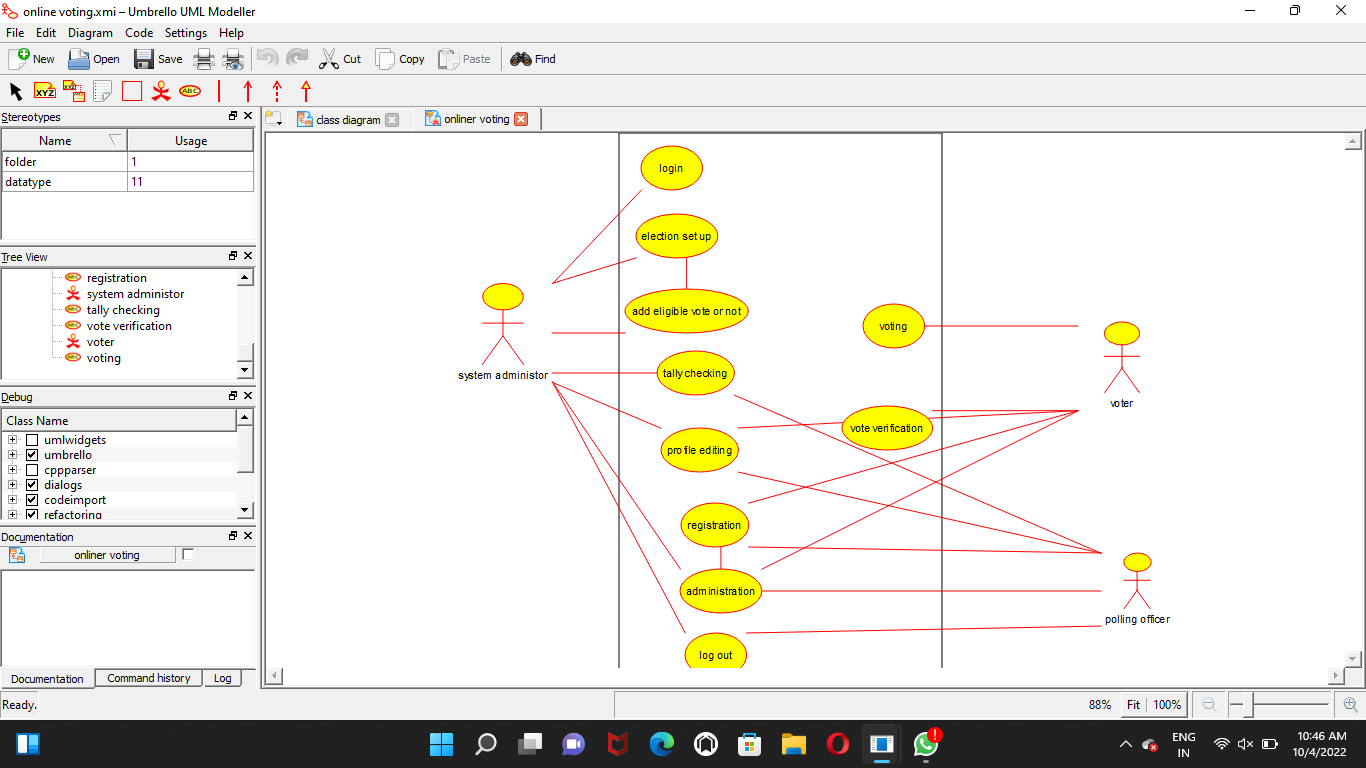 online voting.xmi – Umbrello UML Modeller
File Edit Diagram Code Settings Help
New Open Save Cut Copy Paste Find
XYZ XYZ ABC
Stereotypes
Name Usage
folder 1
datatype 11
Tree View
registration
system administor
tally checking
vote verification
voter
voting
Debug
Class Name
umlwidgets
umbrello
cppparser
dialogs
codeimport
refactoring
Documentation
onliner voting
Documentation Command history Log
class diagram onliner voting
login
election set up
add eligible vote or not
voting
tally checking
vote verification
profile editing
registration
administration
log out
system administor
voter
polling officer
Ready.
88% Fit 100%
ENG
IN
10:46 AM
10/4/2022